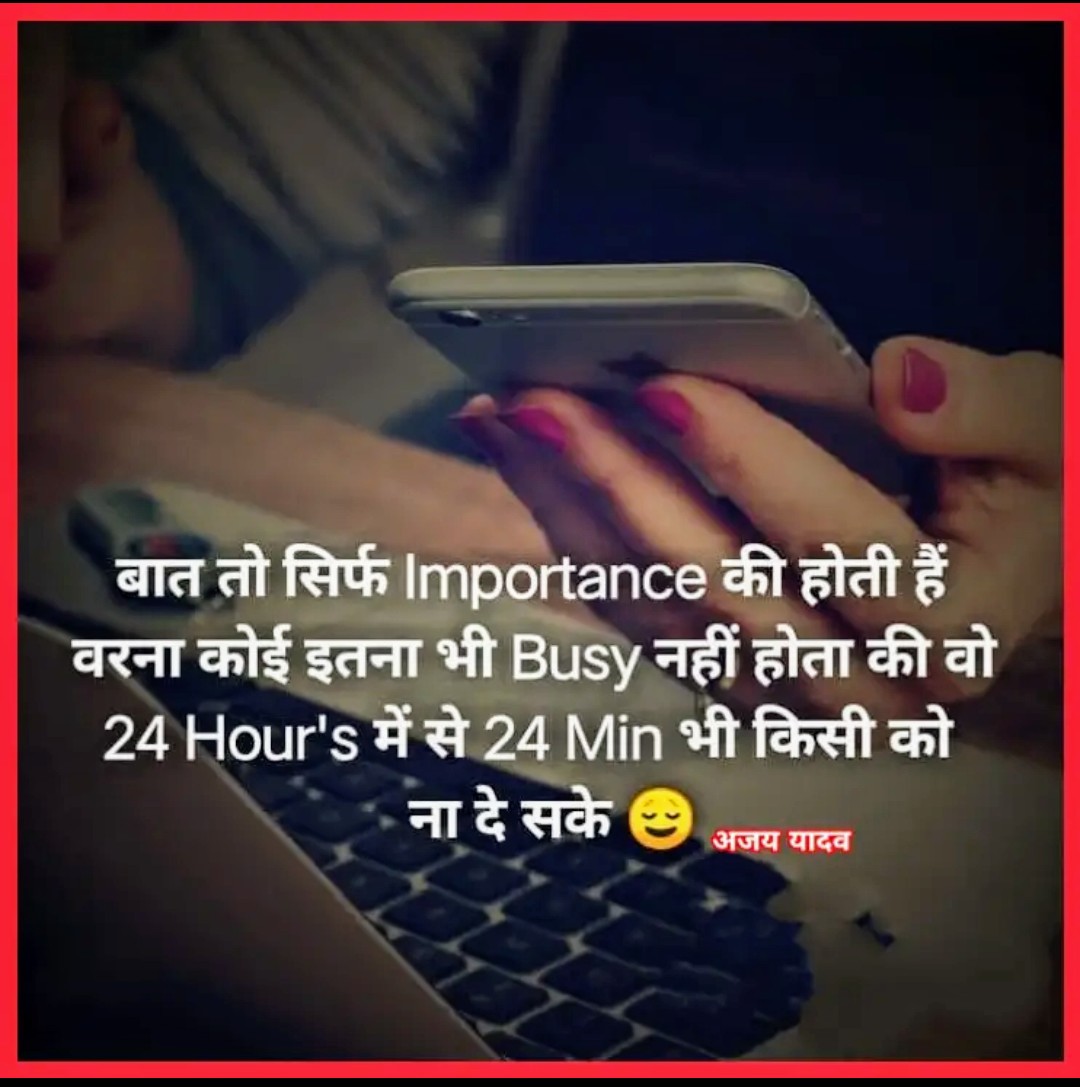 बात तो सिर्फ Importance की होती हैं
वरना कोई इतना भी Busy नहीं होता की वो
24 Hour's में से 24 Min भी किसी को
ना दे सके 😌
अजय यादव